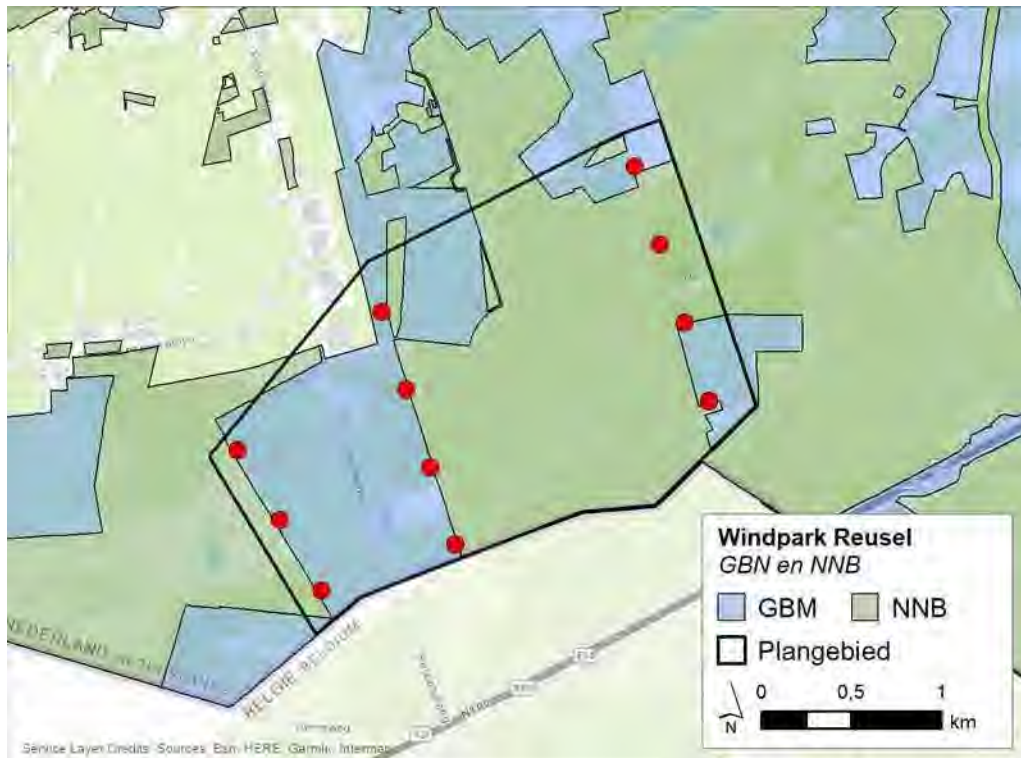 NEDERLAND
BELGIË BELGIUM
Windpark Reusel
GBN en NNB
GBM NNB
Plangebied
0 0,5 1
km
N
Service Layer Credits: Sources: Esri, HERE, Garmin, Intermap